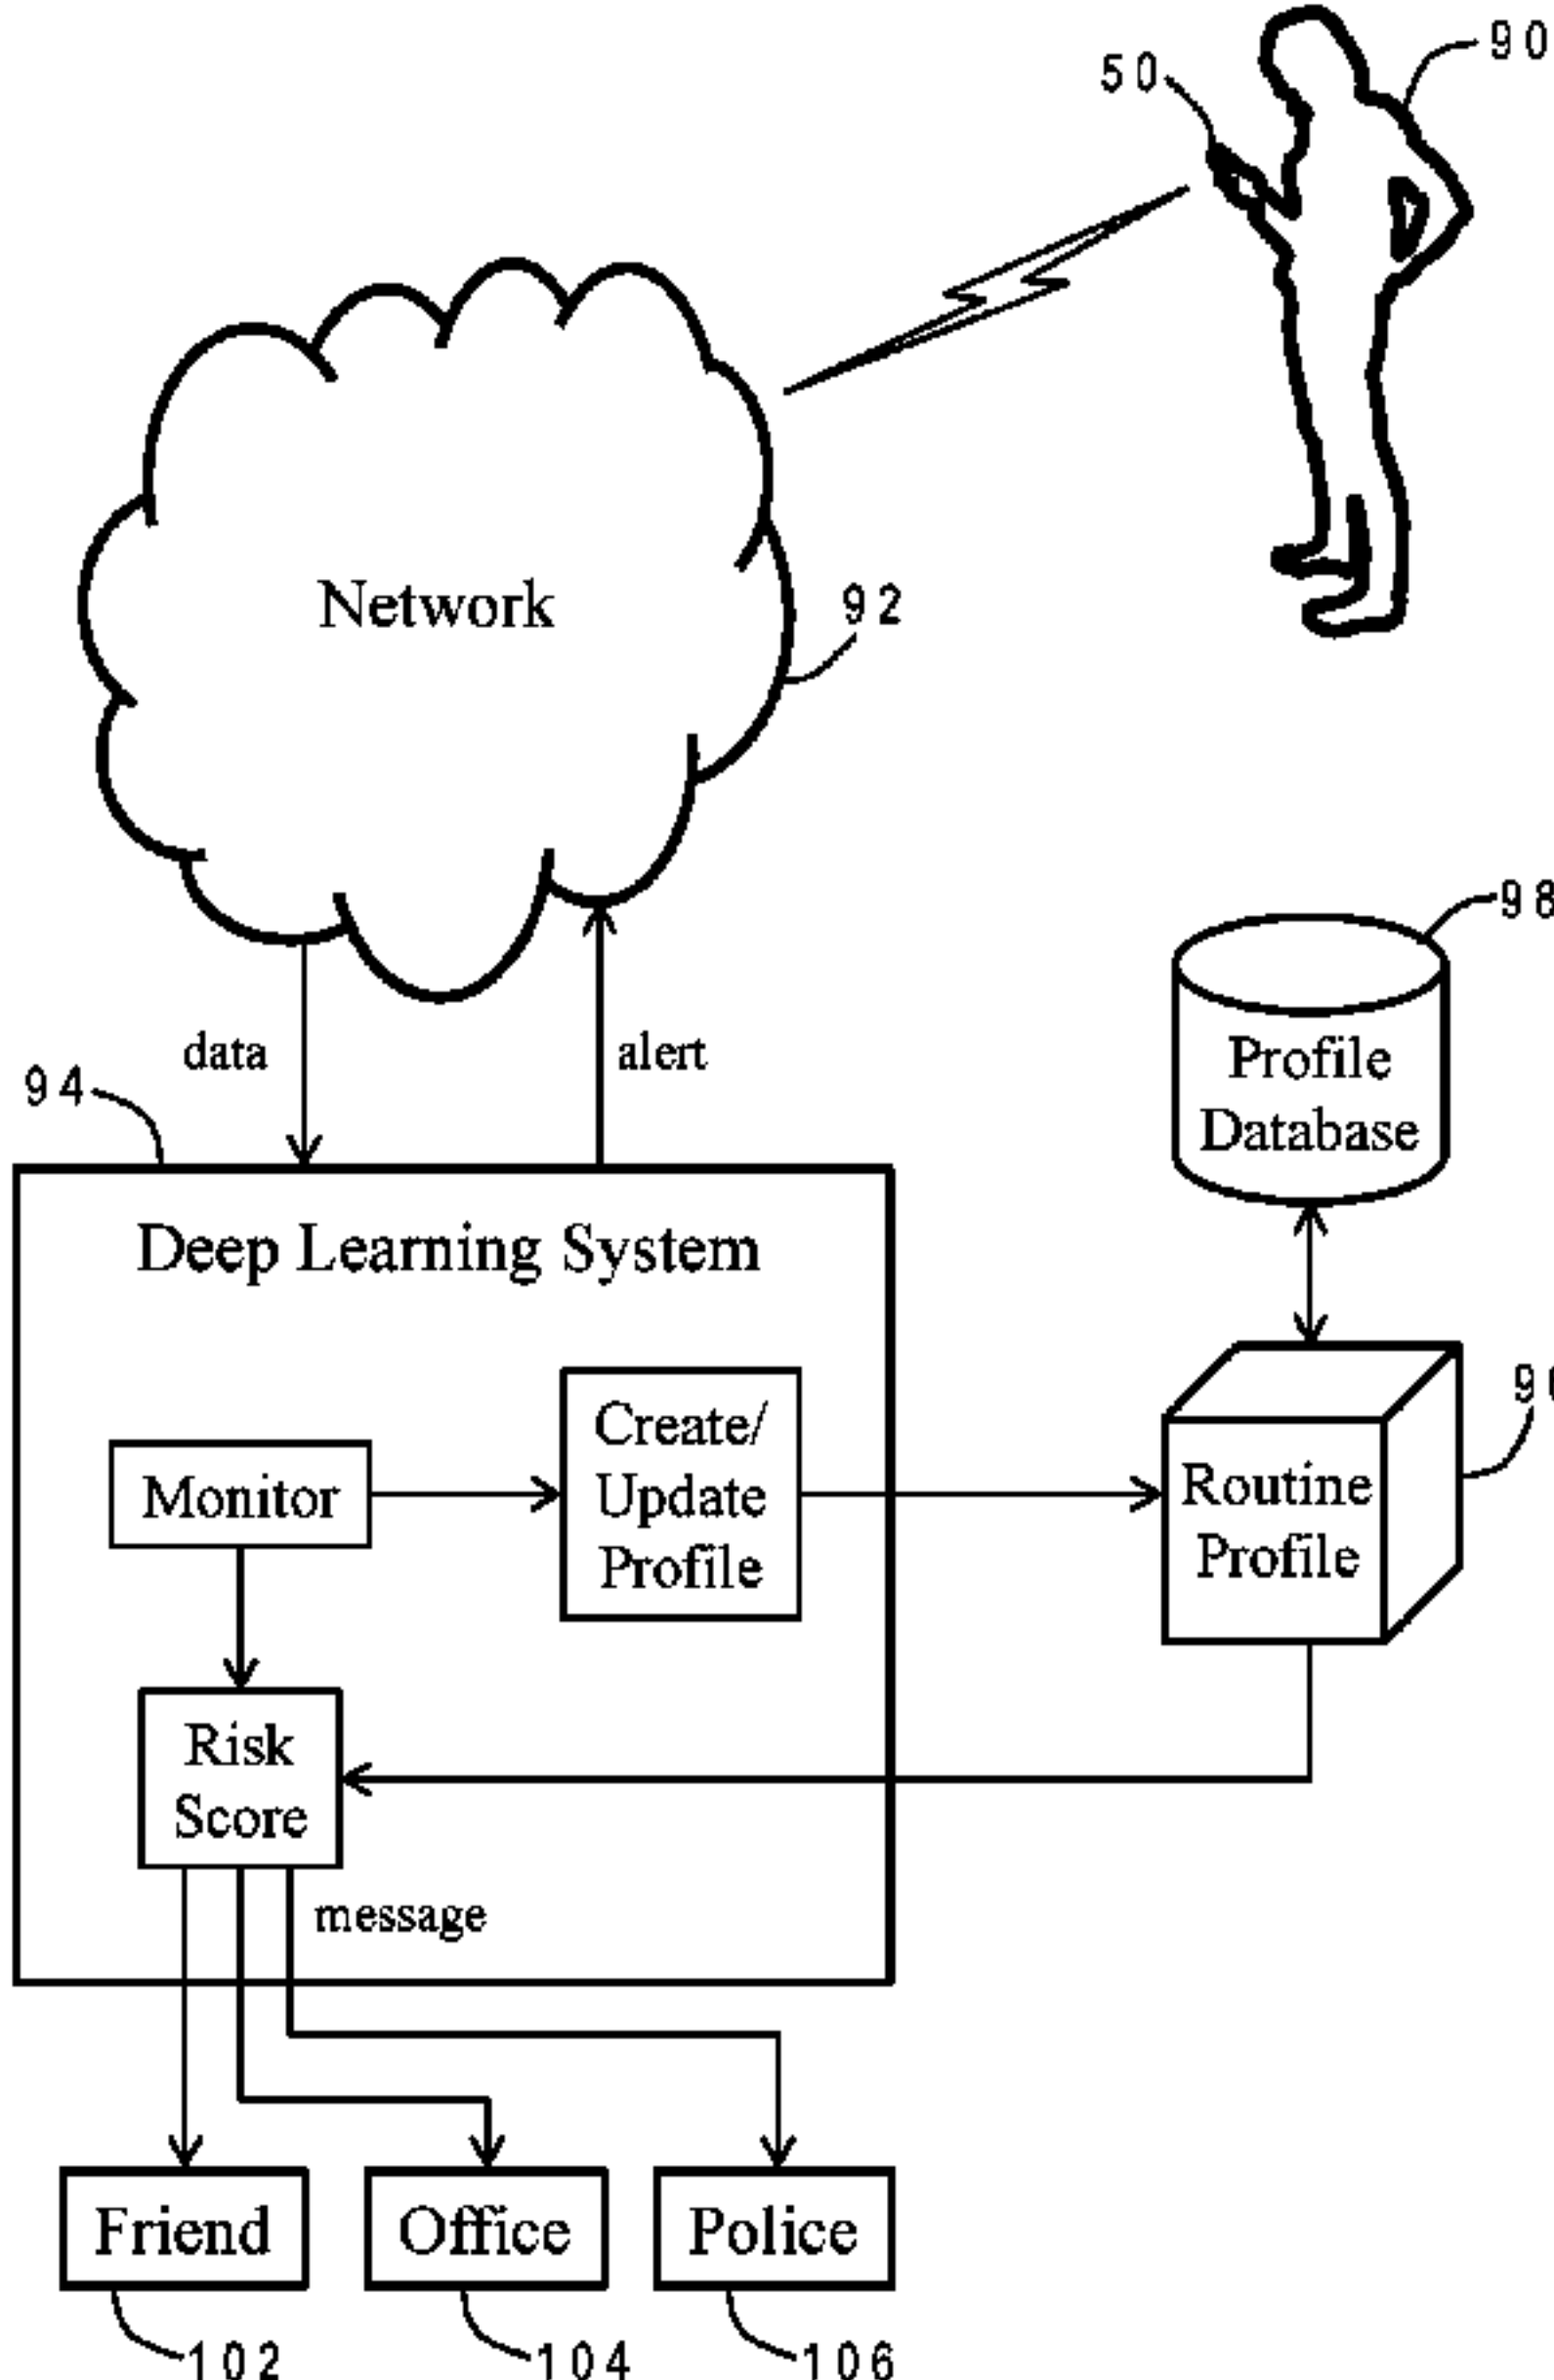 90
50
Network
92
98
data
alert
94
Profile
Database
Deep Learning System
Create/
Update
Profile
Monitor
Routine
Profile
Risk
Score
message
Friend
Office
Police
102
104
106